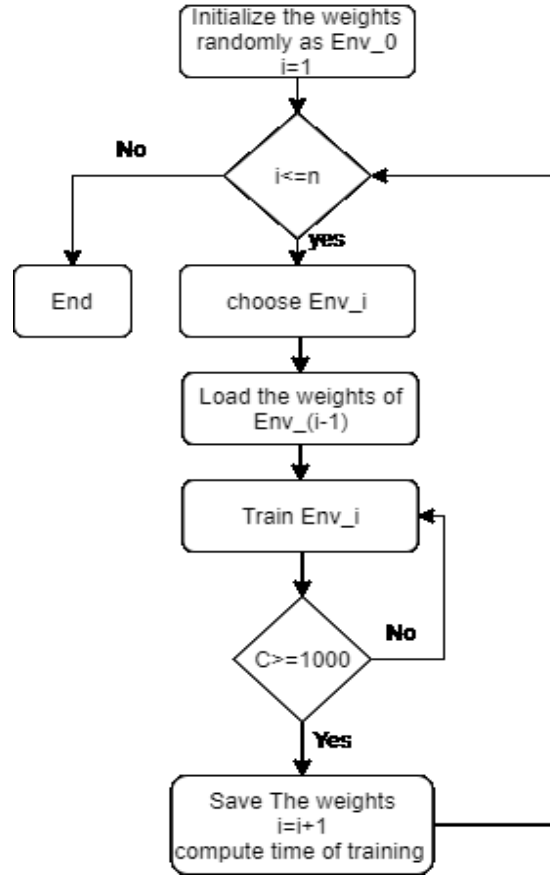 Initialize the weights
randomly as Env_0
i=1
No
i<=n
yes
End
choose Env_i
Load the weights of
Env_(i-1)
Train Env_i
No
C>=1000
Yes
Save The weights
i=i+1
compute time of training